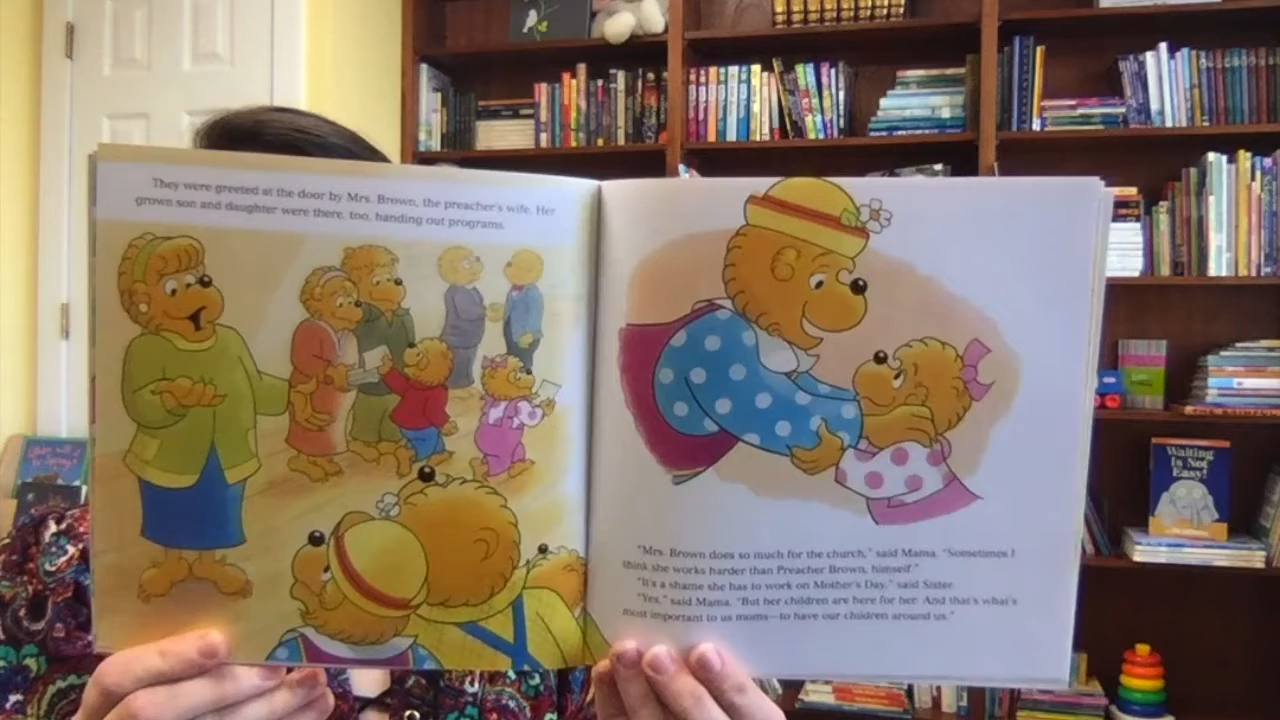 They were greeted at the door by Mrs. Brown, the preacher's wife. Her
grown son and daughter were there, too, handing out programs.
"Mrs. Brown does so much for the church," said Mama. "Sometimes I
think she works harder than Preacher Brown, himself."
"It's a shame she has to work on Mother's Day," said Sister.
"Yes," said Mama. "But her children are here for her. And that's what's
most important to us moms—to have our children around us."
Waiting
Is Not
Easy!